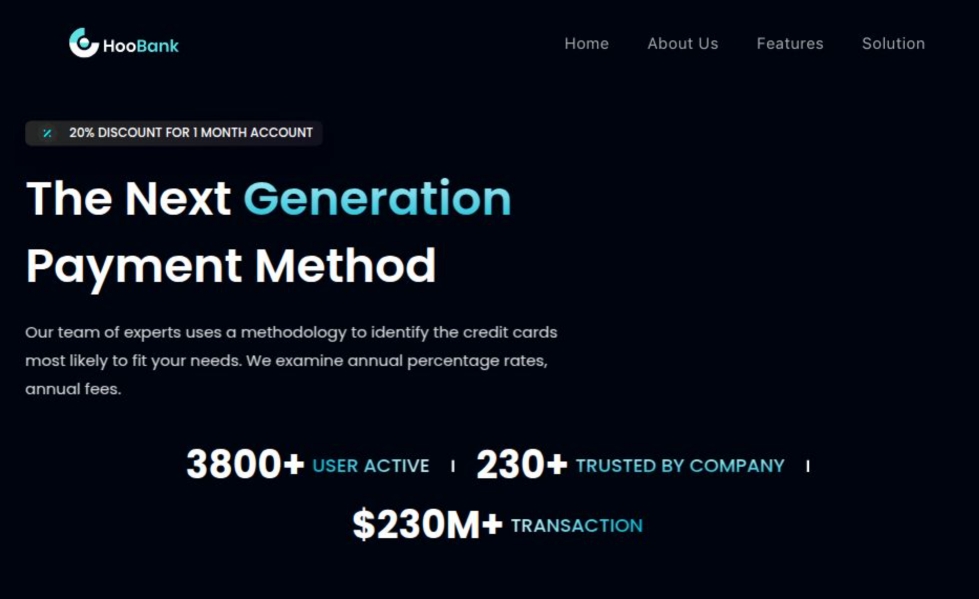 HooBank
Home About Us Features Solution
20% DISCOUNT FOR 1 MONTH ACCOUNT
The Next Generation
Payment Method
Our team of experts uses a methodology to identify the credit cards
most likely to fit your needs. We examine annual percentage rates,
annual fees.
3800+ USER ACTIVE | 230+ TRUSTED BY COMPANY |
$230M+ TRANSACTION